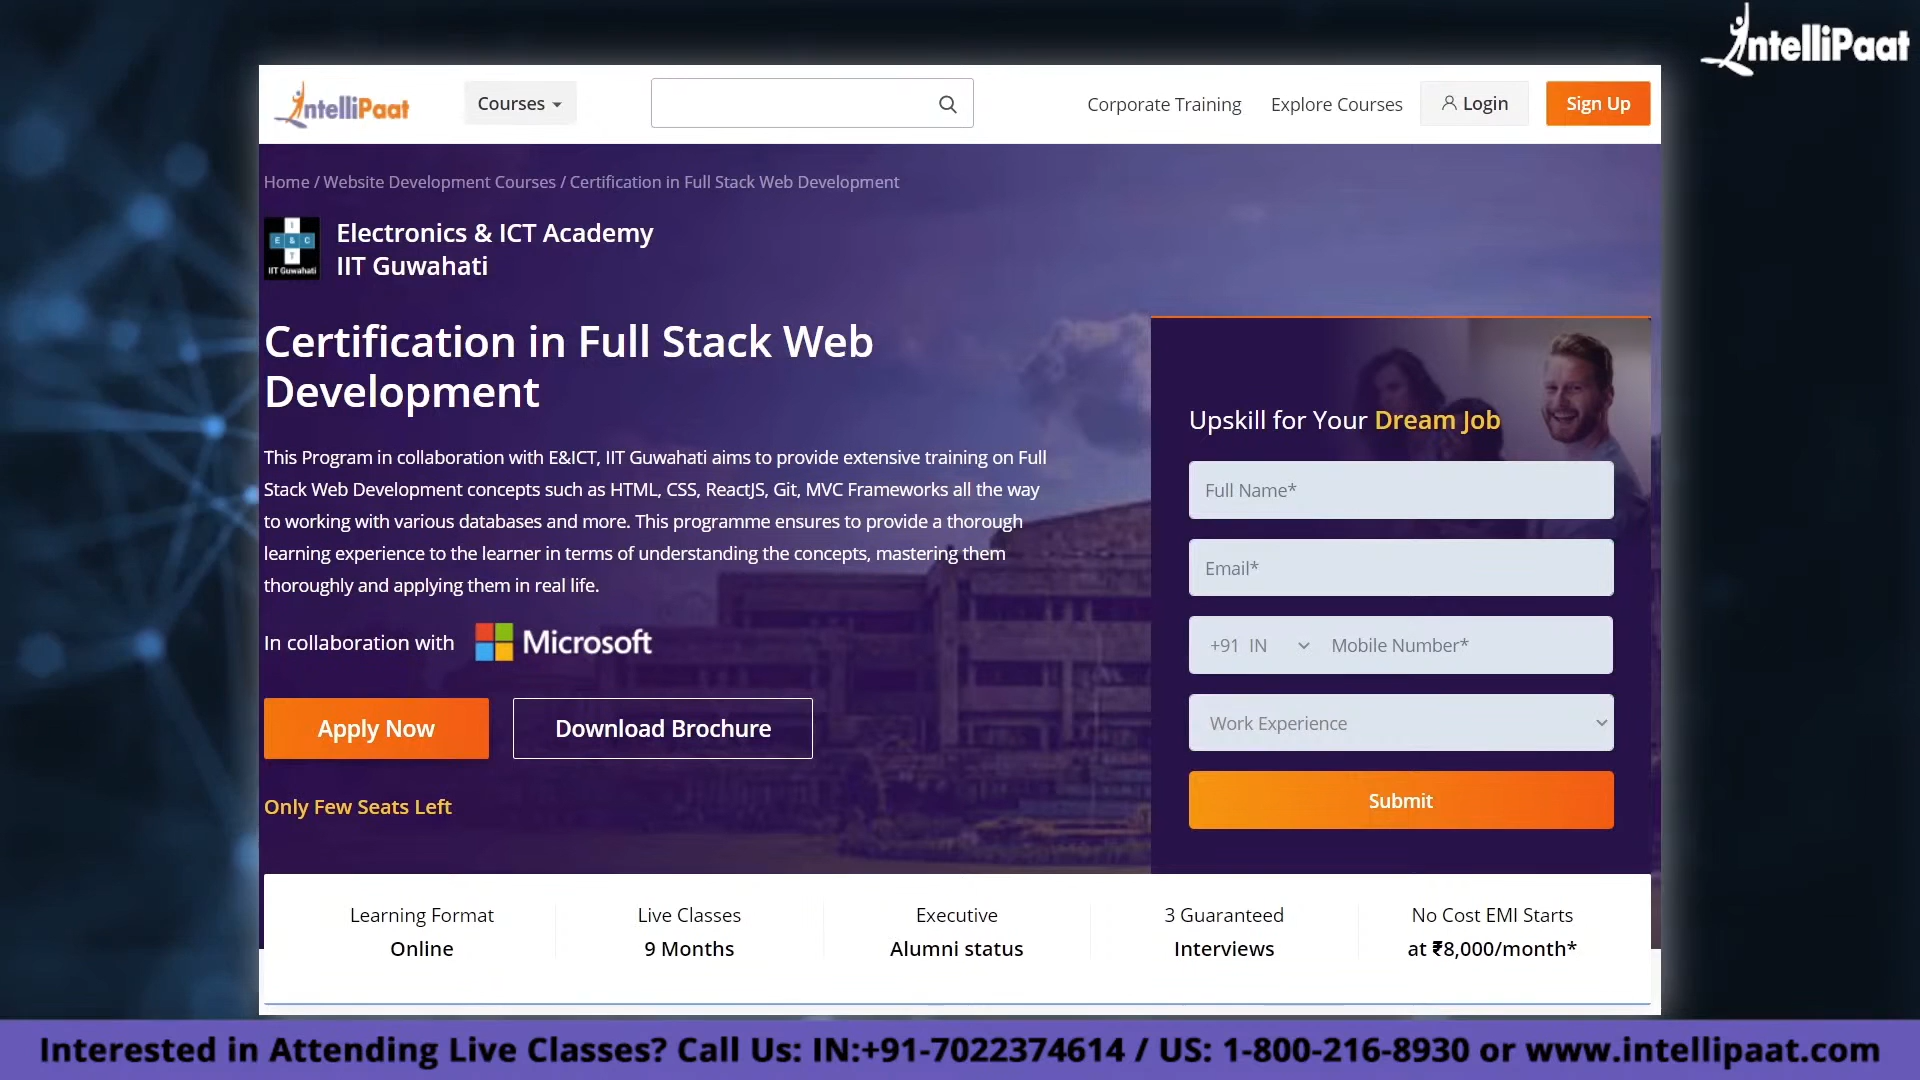 IntelliPaat
IntelliPaat
Courses
Corporate Training
Explore Courses
Login
Sign Up
Home / Website Development Courses / Certification in Full Stack Web Development
E & C
I
T
IIT Guwahati
Electronics & ICT Academy
IIT Guwahati
Certification in Full Stack Web
Development
This Program in collaboration with E&ICT, IIT Guwahati aims to provide extensive training on Full
Stack Web Development concepts such as HTML, CSS, ReactJS, Git, MVC Frameworks all the way
to working with various databases and more. This programme ensures to provide a thorough
learning experience to the learner in terms of understanding the concepts, mastering them
thoroughly and applying them in real life.
In collaboration with Microsoft
Apply Now
Download Brochure
Only Few Seats Left
Upskill for Your Dream Job
Full Name*
Email*
+91 IN Mobile Number*
Work Experience
Submit
Learning Format
Online
Live Classes
9 Months
Executive
Alumni status
3 Guaranteed
Interviews
No Cost EMI Starts
at ₹8,000/month*
Interested in Attending Live Classes? Call Us: IN:+91-7022374614 / US: 1-800-216-8930 or www.intellipaat.com